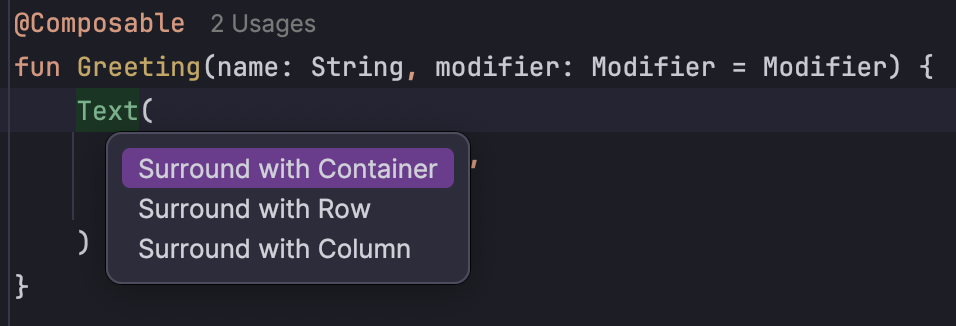 @Composable 2 Usages
fun Greeting(name: String, modifier: Modifier = Modifier) {
Text(
Surround with Container
,
Surround with Row
Surround with Column
)
}